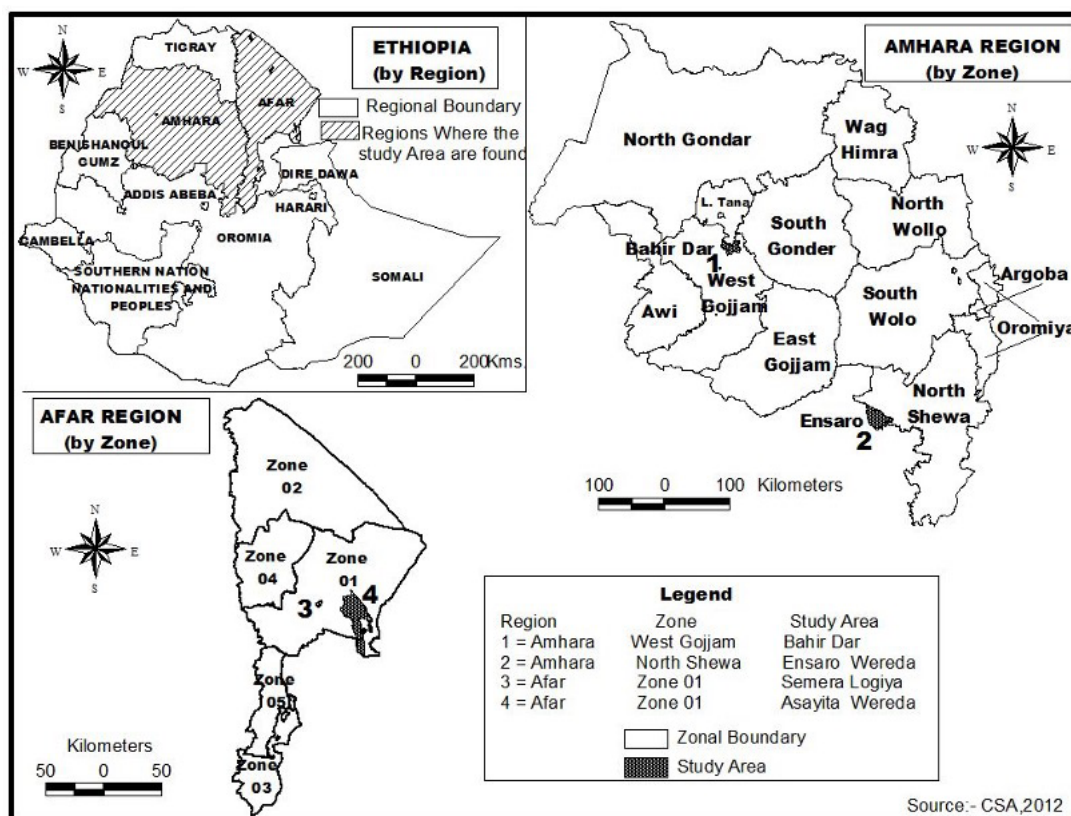 N
W E
S
ETHIOPIA
(by Region)
Regional Boundary
Regions Where the
study Area are found
TIGRAY
AFAR
AMHARA
BENISHANGUL
GUMZ
DIRE DAWA
ADDIS ABEBA
HARARI
OROMIA
GAMBELLA
SOUTHERN NATION
NATIONALITIES AND
PEOPLES
SOMALI
200 0 200
Kms.
AMHARA REGION
(by Zone)
N
W E
S
North Gondar
Wag
Himra
L. Tana
South
Gonder
North
Wollo
Bahir Dar
1
West
Gojjam
Argoba
Awi
South
Wolo
Oromiya
East
Gojjam
North
Shewa
Ensaro
2
100 0 100 Kilometers
AFAR REGION
(by Zone)
N
W E
S
Zone
02
Zone
04
Zone
01
3
4
Zone
05
Zone
03
Kilometers
50 0 50
Legend
Region Zone Study Area
1 = Amhara West Gojjam Bahir Dar
2 = Amhara North Shewa Ensaro Wereda
3 = Afar Zone 01 Semera Logiya
4 = Afar Zone 01 Asayita Wereda
Zonal Boundary
Study Area
Source:- CSA,2012